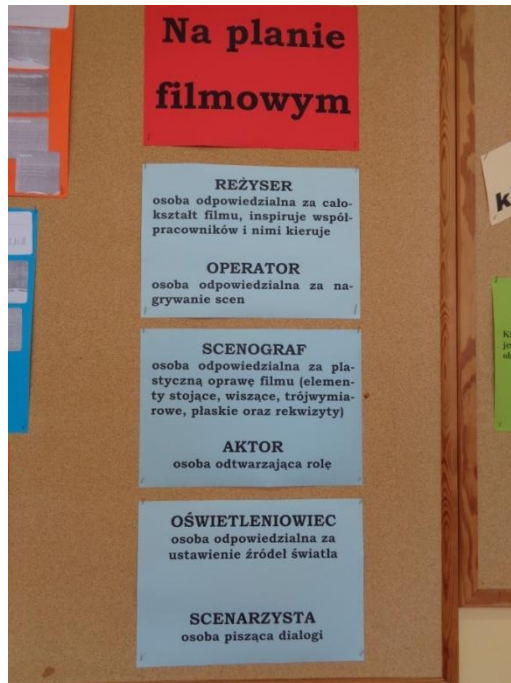 Na planie
filmowym
REŻYSER
osoba odpowiedzialna za cało-
kształt filmu, inspiruje współ-
pracowników i nimi kieruje
OPERATOR
osoba odpowiedzialna za na-
grywanie scen
SCENOGRAF
osoba odpowiedzialna za pla-
styczną oprawę filmu (elemen-
ty stojące, wiszące, trójwymia-
rowe, płaskie oraz rekwizyty)
AKTOR
osoba odtwarzająca rolę
OŚWIETLENIOWIEC
osoba odpowiedzialna za
ustawienie źródeł światła
SCENARZYSTA
osoba pisząca dialogi